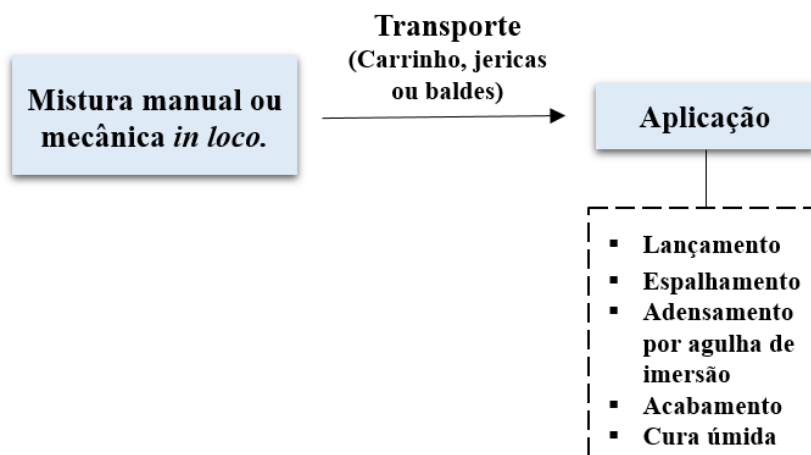 Transporte
(Carrinho, jericas
ou baldes)
Mistura manual ou
mecânica in loco.
Aplicação
▪ Lançamento
▪ Espalhamento
▪ Adensamento
por agulha de
imersão
▪ Acabamento
▪ Cura úmida